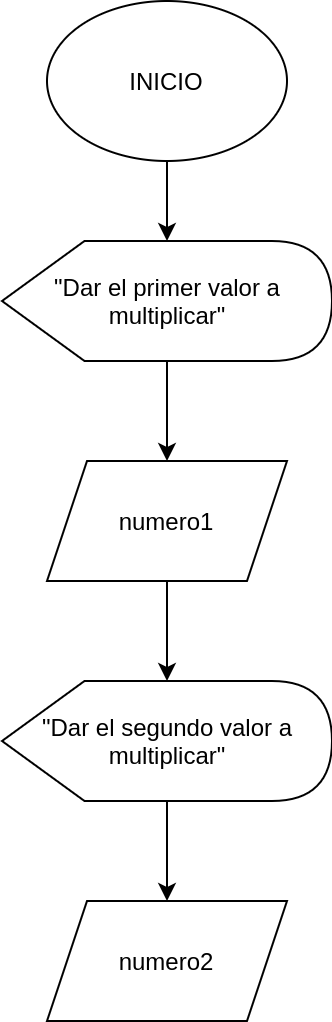 INICIO
"Dar el primer valor a
multiplicar"
numero1
"Dar el segundo valor a
multiplicar"
numero2